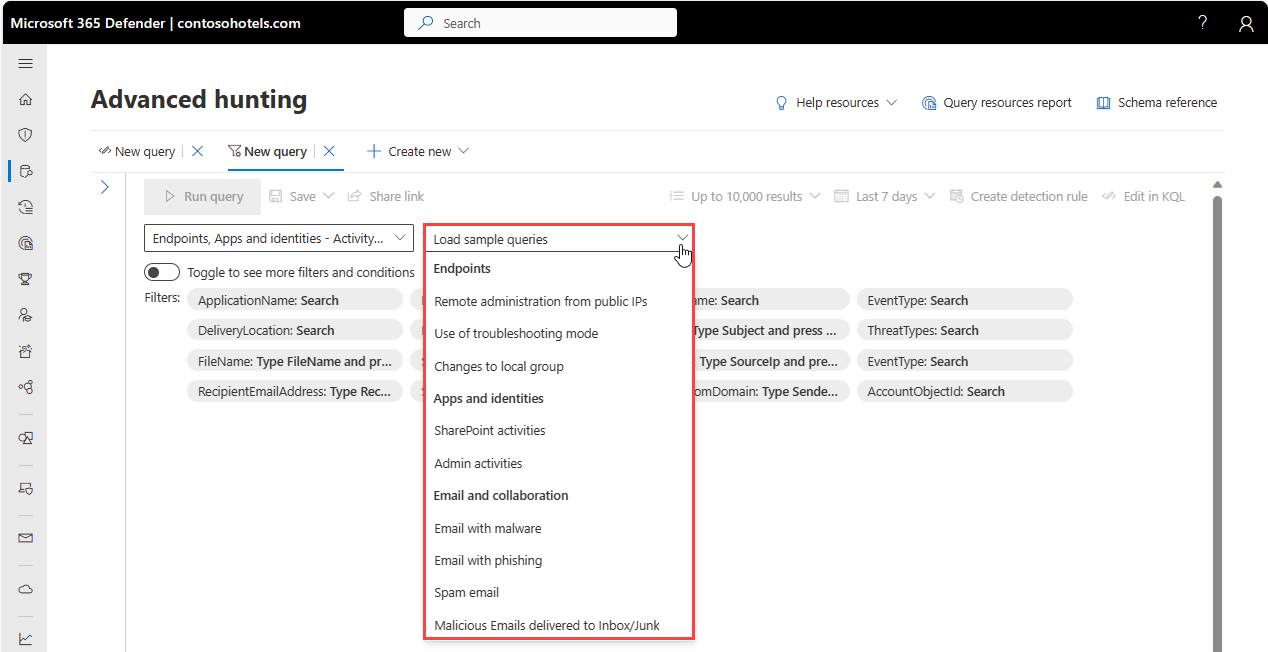 Microsoft 365 Defender | contosohotels.com
Search
?
Advanced hunting
Help resources
Query resources report
Schema reference
New query
New query
Create new
Run query
Save
Share link
Up to 10,000 results
Last 7 days
Create detection rule
Edit in KQL
Endpoints, Apps and identities - Activity...
Load sample queries
Toggle to see more filters and conditions
Filters:
ApplicationName: Search
me: Search
EventType: Search
DeliveryLocation: Search
Type Subject and press ...
ThreatTypes: Search
FileName: Type FileName and pr...
Type SourceIp and pre...
EventType: Search
RecipientEmailAddress: Type Rec...
omDomain: Type Sende...
AccountObjectId: Search
Endpoints
Remote administration from public IPs
Use of troubleshooting mode
Changes to local group
Apps and identities
SharePoint activities
Admin activities
Email and collaboration
Email with malware
Email with phishing
Spam email
Malicious Emails delivered to Inbox/Junk